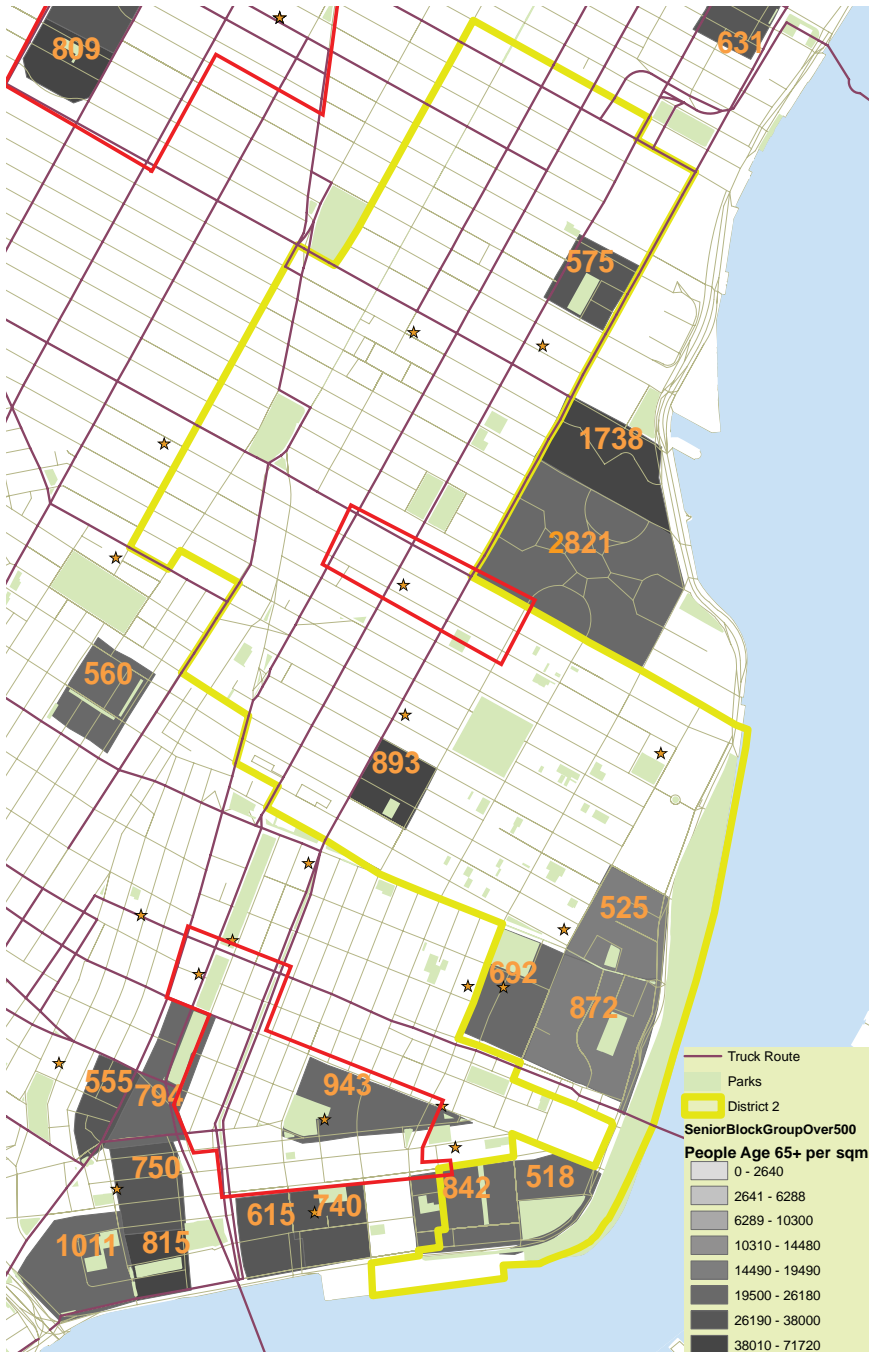 809
631
575
1738
2821
560
893
525
692
872
943
555
794
750
842
518
740
615
1011
815
Truck Route
Parks
District 2
SeniorBlockGroupOver500
People Age 65+ per sqm
0 - 2640
2641 - 6288
6289 - 10300
10310 - 14480
14490 - 19490
19500 - 26180
26190 - 38000
38010 - 71720